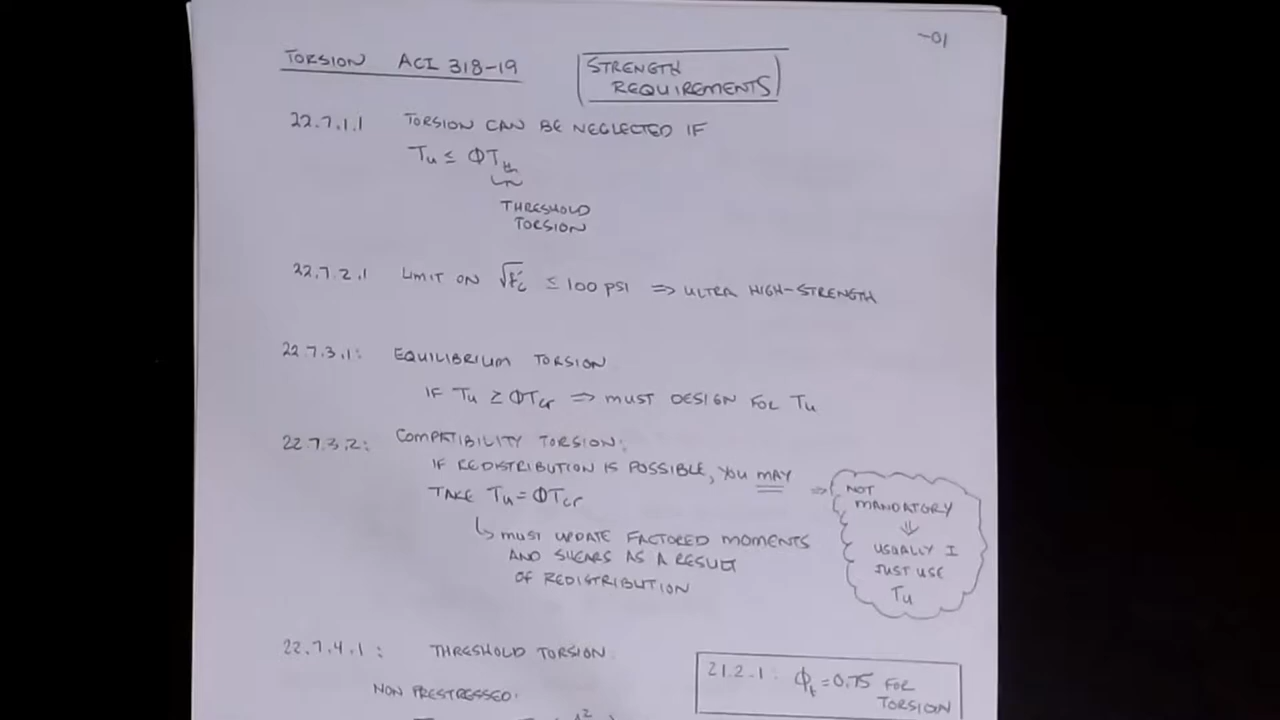 -01
TORSION ACI 318-19
STRENGTH
REQUIREMENTS
22.7.1.1 TORSION CAN BE NEGLECTED IF
Tu ≤ ΦTth
THRESHOLD
TORSION
22.7.2.1 LIMIT ON √f'c ≤ 100 PSI ⇒ ULTRA HIGH-STRENGTH
22.7.3.1: EQUILIBRIUM TORSION
IF Tu ≥ ΦTcr ⇒ MUST DESIGN FOR Tu
22.7.3.2: COMPATIBILITY TORSION:
IF REDISTRIBUTION IS POSSIBLE, YOU MAY
TAKE Tu = ΦTcr
↳ MUST UPDATE FACTORED MOMENTS
AND SHEARS AS A RESULT
OF REDISTRIBUTION
⇒ NOT
MANDATORY
⇓
USUALLY I
JUST USE
Tu
22.7.4.1: THRESHOLD TORSION
NON PRESTRESSED:
21.2.1: Φt = 0.75 FOR
TORSION